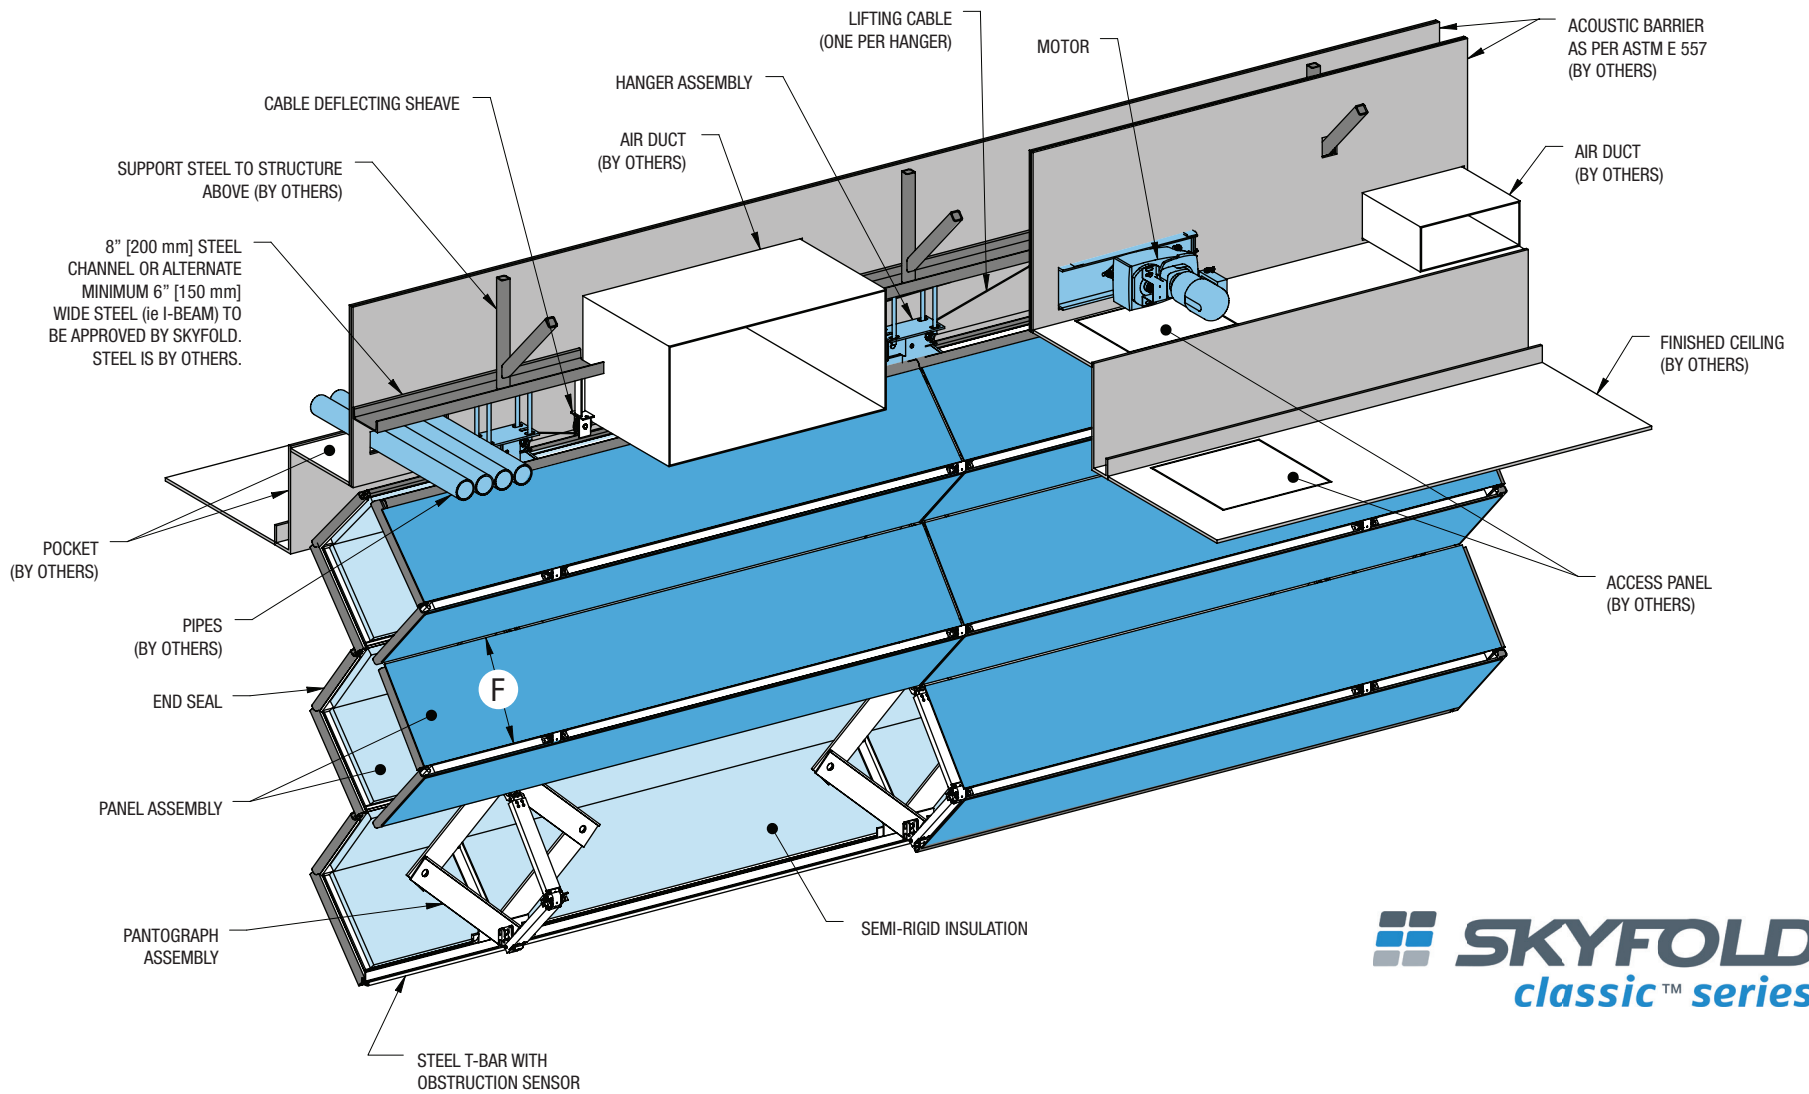 LIFTING CABLE
(ONE PER HANGER)
MOTOR
ACOUSTIC BARRIER
AS PER ASTM E 557
(BY OTHERS)
HANGER ASSEMBLY
CABLE DEFLECTING SHEAVE
AIR DUCT
(BY OTHERS)
AIR DUCT
(BY OTHERS)
SUPPORT STEEL TO STRUCTURE
ABOVE (BY OTHERS)
8” [200 mm] STEEL
CHANNEL OR ALTERNATE
MINIMUM 6” [150 mm]
WIDE STEEL (ie I-BEAM) TO
BE APPROVED BY SKYFOLD.
STEEL IS BY OTHERS.
FINISHED CEILING
(BY OTHERS)
POCKET
(BY OTHERS)
ACCESS PANEL
(BY OTHERS)
PIPES
(BY OTHERS)
END SEAL
F
PANEL ASSEMBLY
PANTOGRAPH
ASSEMBLY
SEMI-RIGID INSULATION
SKYFOLD
classic™ series
STEEL T-BAR WITH
OBSTRUCTION SENSOR